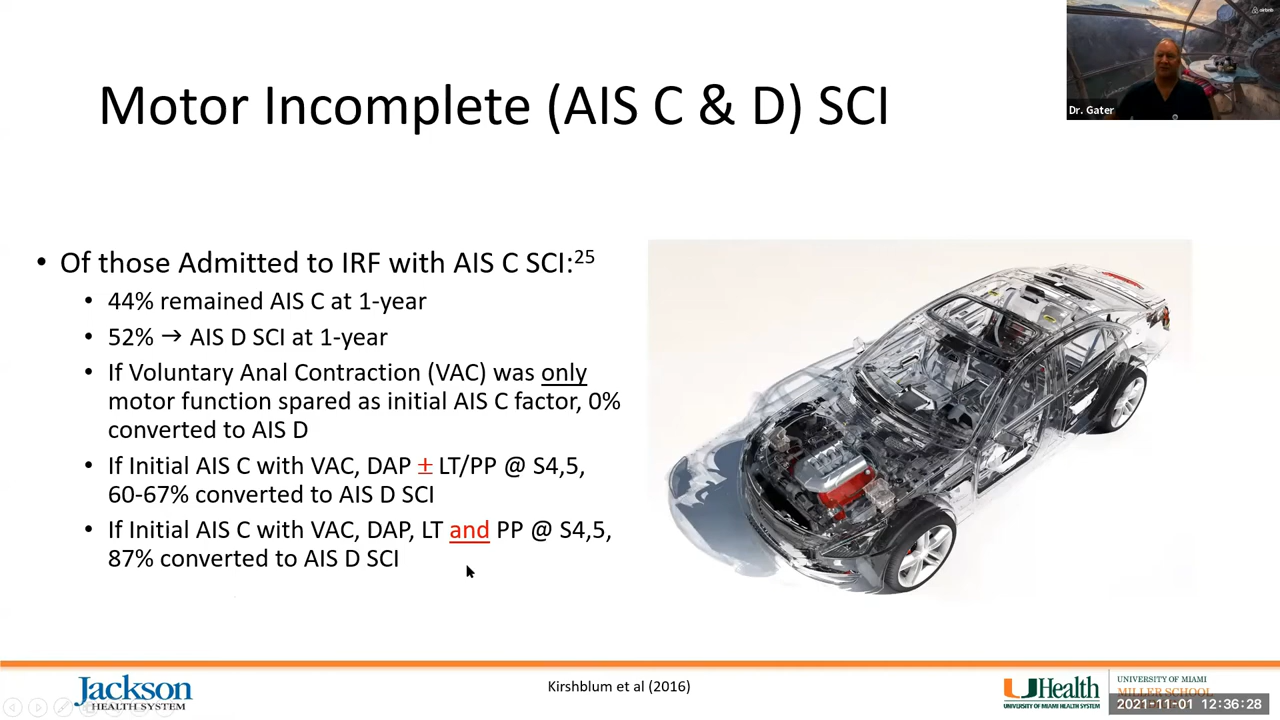 airbnb
Dr. Gater
Motor Incomplete (AIS C & D) SCI
• Of those Admitted to IRF with AIS C SCI:25
• 44% remained AIS C at 1-year
• 52% → AIS D SCI at 1-year
• If Voluntary Anal Contraction (VAC) was only
motor function spared as initial AIS C factor, 0%
converted to AIS D
• If Initial AIS C with VAC, DAP ± LT/PP @ S4,5,
60-67% converted to AIS D SCI
• If Initial AIS C with VAC, DAP, LT and PP @ S4,5,
87% converted to AIS D SCI
Jackson
HEALTH SYSTEM
Kirshblum et al (2016)
UHealth
UNIVERSITY OF MIAMI HEALTH SYSTEM
UNIVERSITY OF MIAMI
MILLER SCHOOL
2021-11-01 12:36:28